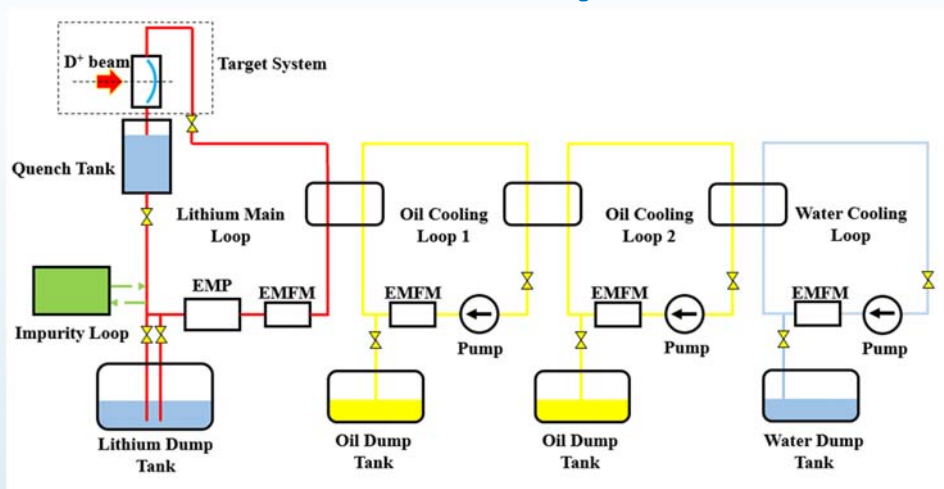 D+ beam
Target System
Quench Tank
Lithium Main
Loop
Oil Cooling
Loop 1
Oil Cooling
Loop 2
Water Cooling
Loop
EMP
EMFM
EMFM
EMFM
EMFM
Impurity Loop
Pump
Pump
Pump
Lithium Dump
Tank
Oil Dump
Tank
Oil Dump
Tank
Water Dump
Tank